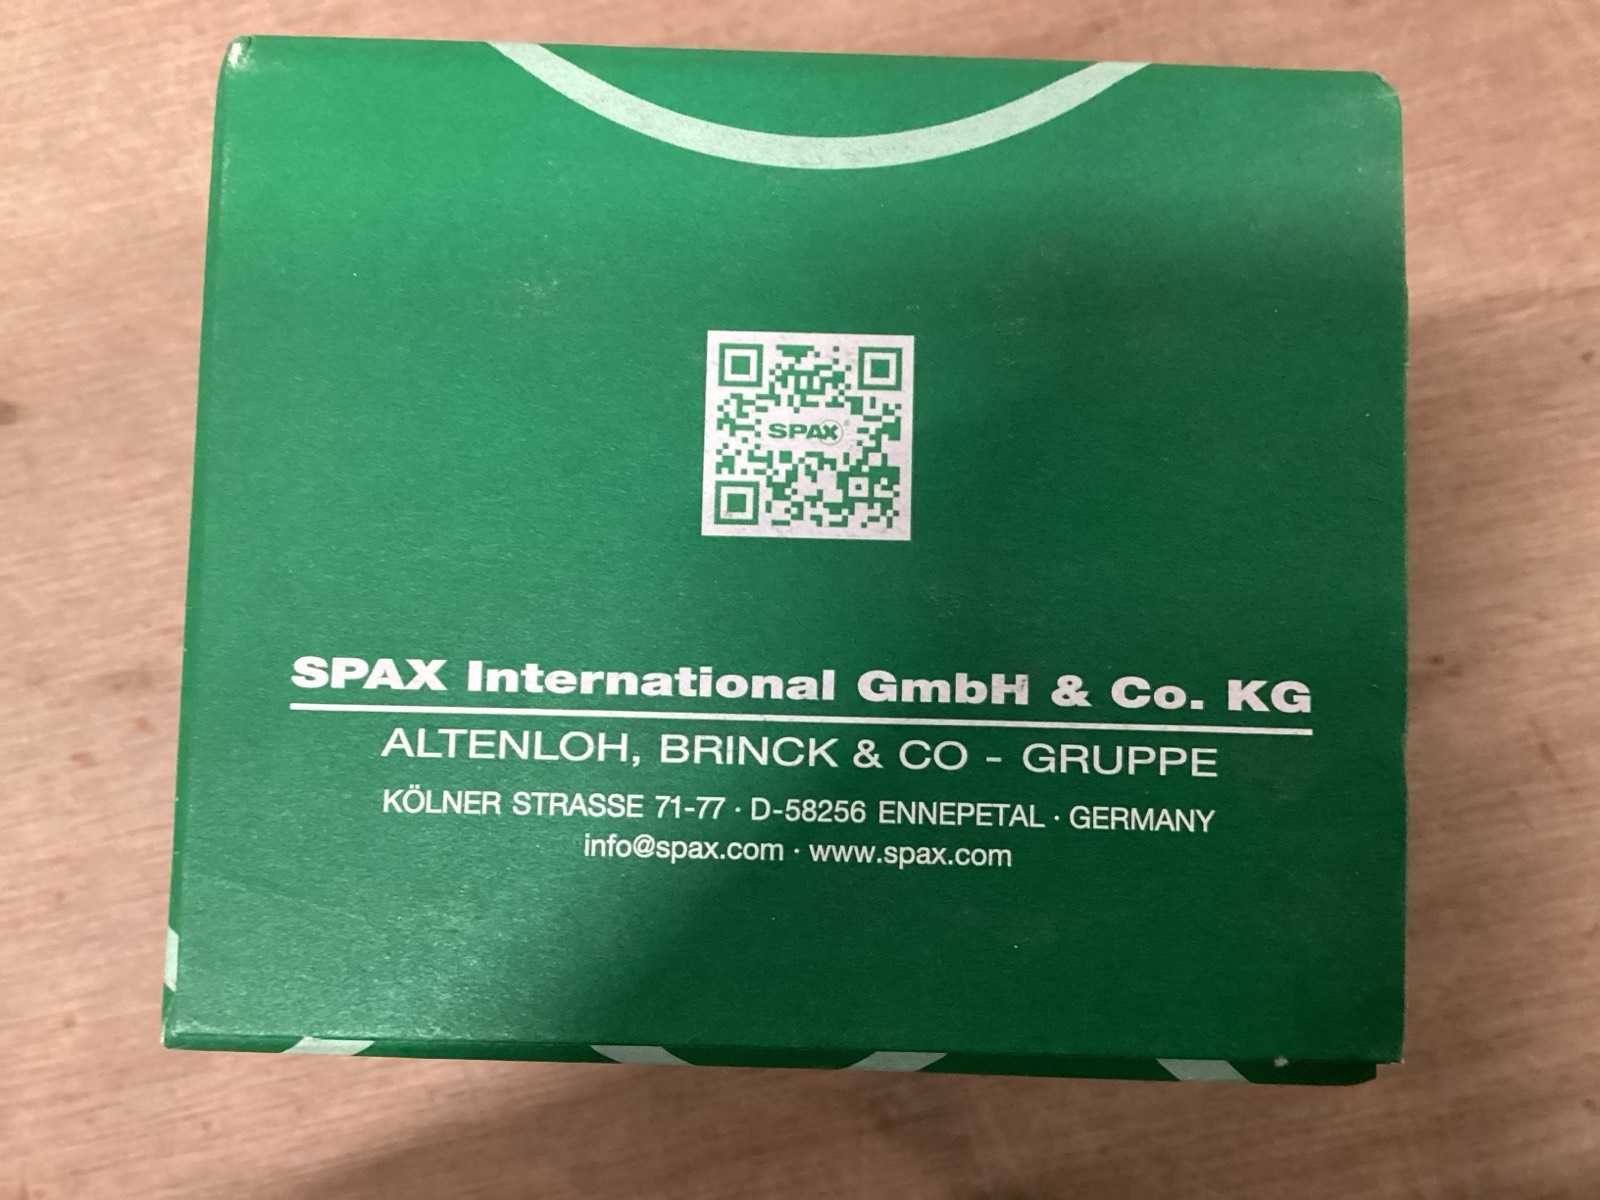 SPAX
SPAX International GmbH & Co. KG
ALTENLOH, BRINCK & CO - GRUPPE
KÖLNER STRASSE 71-77 · D-58256 ENNEPETAL · GERMANY
info@spax.com · www.spax.com